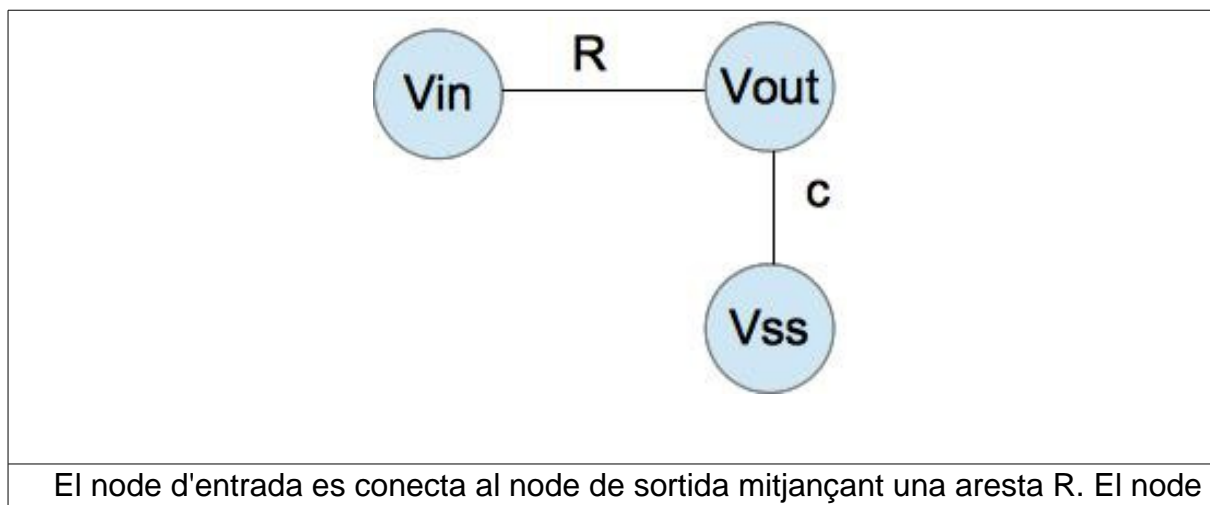 R
Vin
Vout
c
Vss
El node d'entrada es conecta al node de sortida mitjançant una aresta R. El node